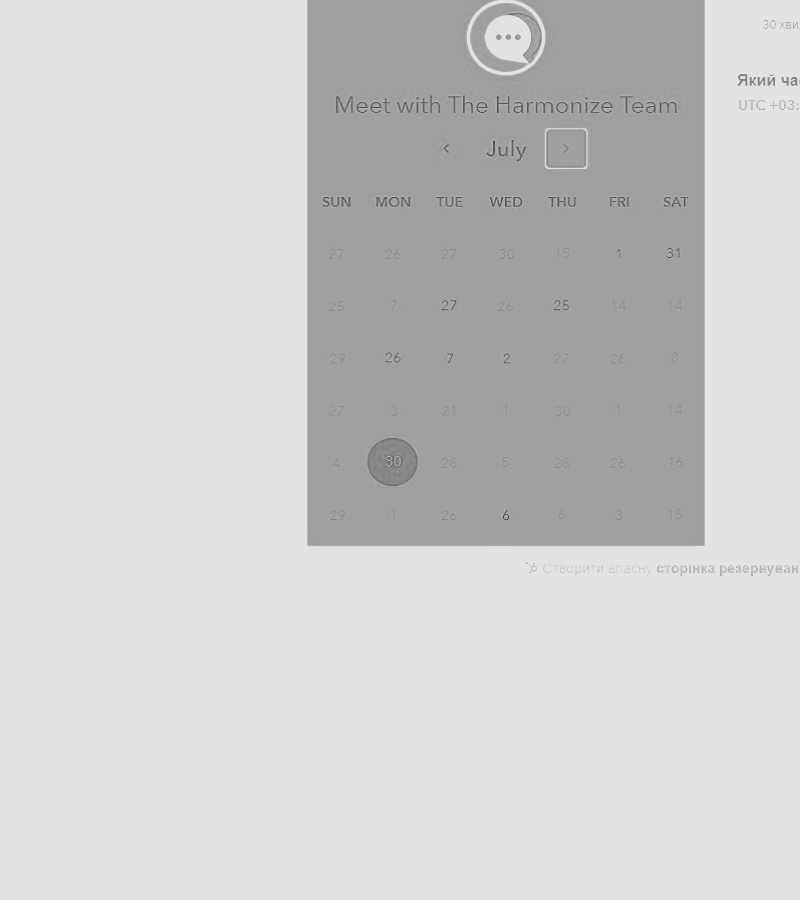 30 хви
Який ча
UTC +03:
Meet with The Harmonize Team
July
SUN MON TUE WED THU FRI SAT
27 26 27 30 15 1 31
25 7 27 26 25 14 14
29 26 7 2 27 26 8
27 3 21 1 30 1 14
4 30 28 5 28 26 16
29 1 26 6 6 3 15
Створити власну сторінка резервуван